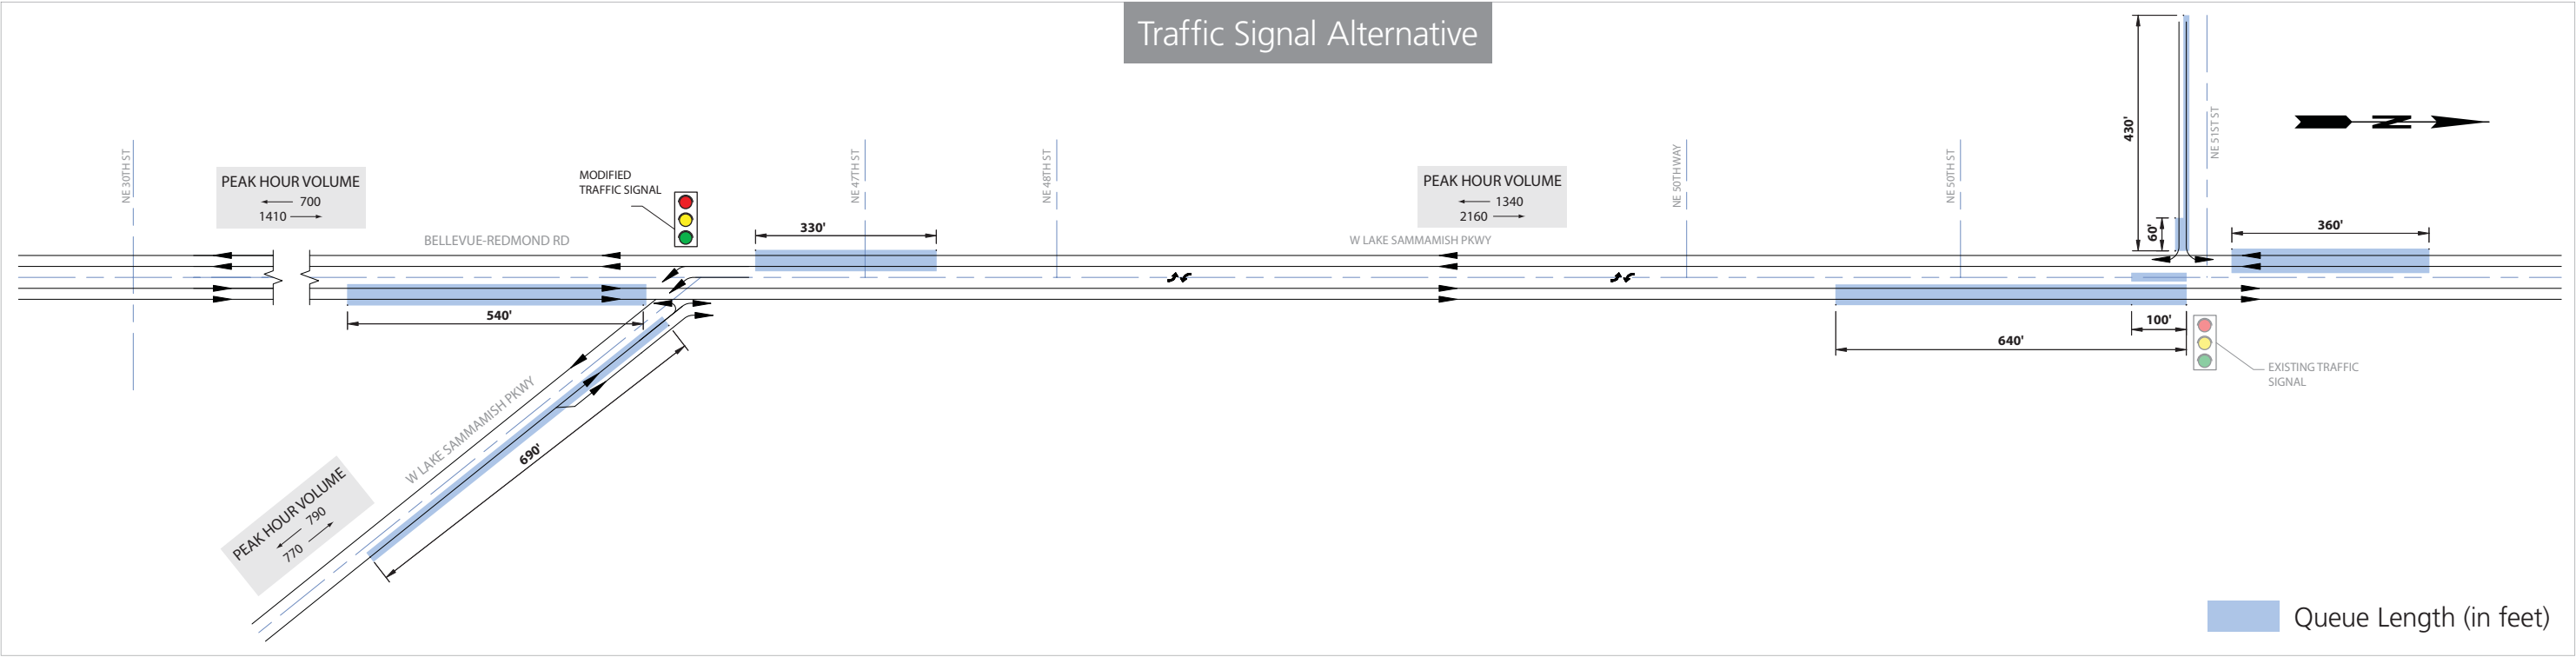 Traffic Signal Alternative
NE 30TH ST
PEAK HOUR VOLUME
700
1410
BELLEVUE-REDMOND RD
MODIFIED
TRAFFIC SIGNAL
330'
NE 47TH ST
NE 48TH ST
PEAK HOUR VOLUME
1340
2160
W LAKE SAMMAMISH PKWY
NE 50TH WAY
NE 50TH ST
430'
60'
NE 51ST ST
N
360'
540'
100'
640'
EXISTING TRAFFIC
SIGNAL
W LAKE SAMMAMISH PKWY
690'
PEAK HOUR VOLUME
790
770
Queue Length (in feet)